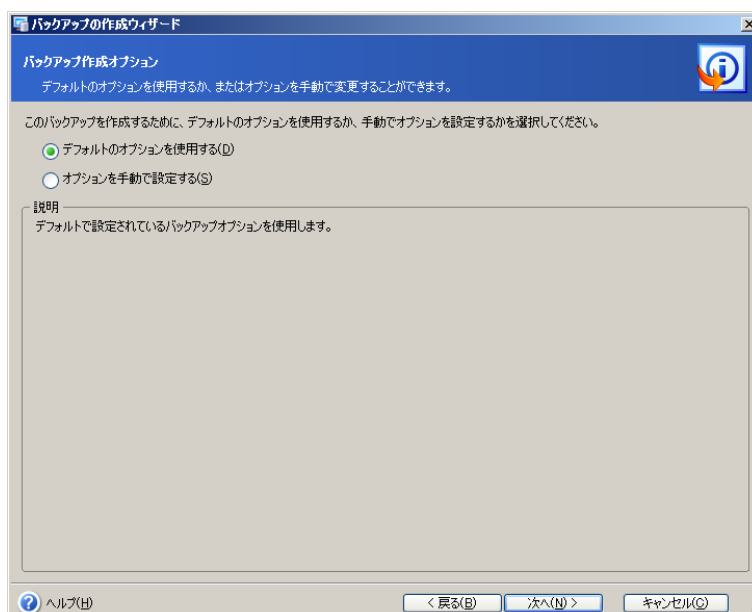 バックアップの作成ウィザード
バックアップ作成オプション
デフォルトのオプションを使用するか、またはオプションを手動で変更することができます。
このバックアップを作成するために、デフォルトのオプションを使用するか、手動でオプションを設定するかを選択してください。
デフォルトのオプションを使用する(D)
オプションを手動で設定する(S)
説明
デフォルトで設定されているバックアップオプションを使用します。
ヘルプ(H)
< 戻る(B)
次へ(N) >
キャンセル(C)